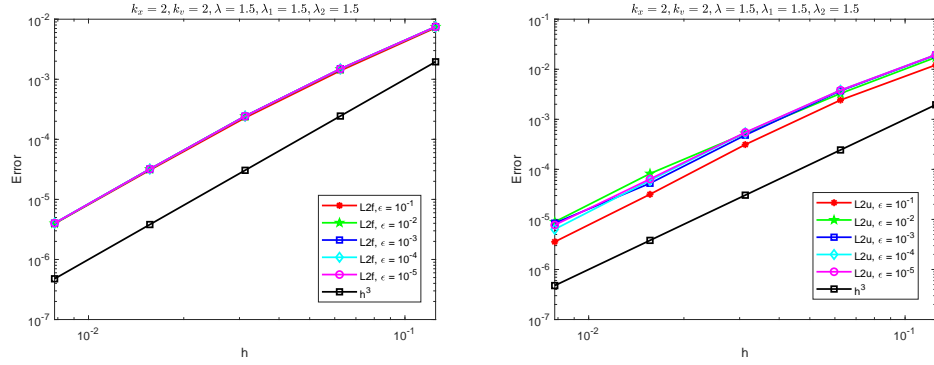 k_x = 2, k_v = 2, λ = 1.5, λ_1 = 1.5, λ_2 = 1.5
10^-2
10^-3
10^-4
10^-5
10^-6
10^-7
Error
10^-2
10^-1
h
L2f, ϵ = 10^-1
L2f, ϵ = 10^-2
L2f, ϵ = 10^-3
L2f, ϵ = 10^-4
L2f, ϵ = 10^-5
h^3
k_x = 2, k_v = 2, λ = 1.5, λ_1 = 1.5, λ_2 = 1.5
10^-1
10^-2
10^-3
10^-4
10^-5
10^-6
10^-7
Error
10^-2
10^-1
h
L2u, ϵ = 10^-1
L2u, ϵ = 10^-2
L2u, ϵ = 10^-3
L2u, ϵ = 10^-4
L2u, ϵ = 10^-5
h^3